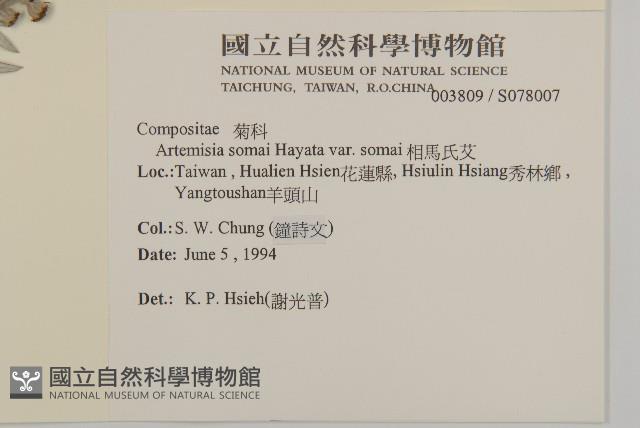 國立自然科學博物館
NATIONAL MUSEUM OF NATURAL SCIENCE
TAICHUNG, TAIWAN, R.O.CHINA
003809 / S078007
Compositae 菊科
Artemisia somai Hayata var. somai 相馬氏艾
Loc.:Taiwan , Hualien Hsien花蓮縣, Hsiulin Hsiang秀林鄉 ,
Yangtoushan羊頭山
Col.: S. W. Chung (鐘詩文)
Date: June 5 , 1994
Det.: K. P. Hsieh(謝光普)
國立自然科學博物館
NATIONAL MUSEUM OF NATURAL SCIENCE